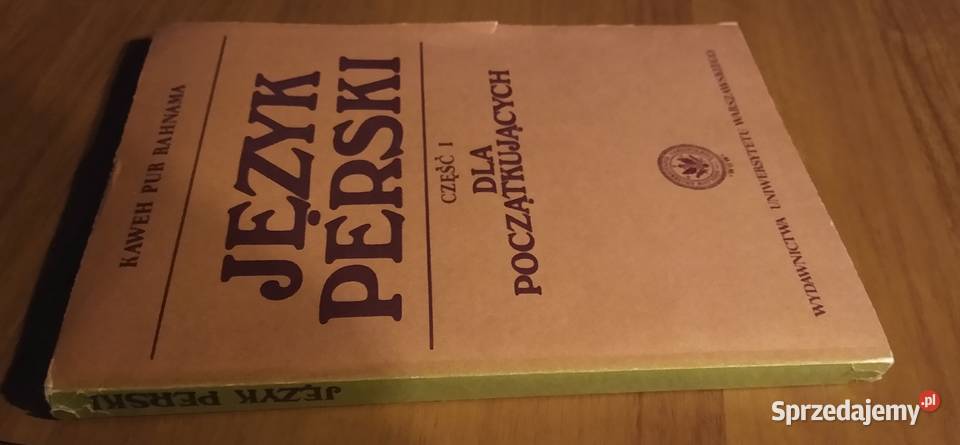 KAWEH PUR RAHNAMA
JĘZYK
PERSKI
CZĘŚĆ I
DLA
POCZĄTKUJĄCYCH
WYDAWNICTWA UNIWERSYTETU WARSZAWSKIEGO
JĘZYK PERSKI
Sprzedajemy.pl